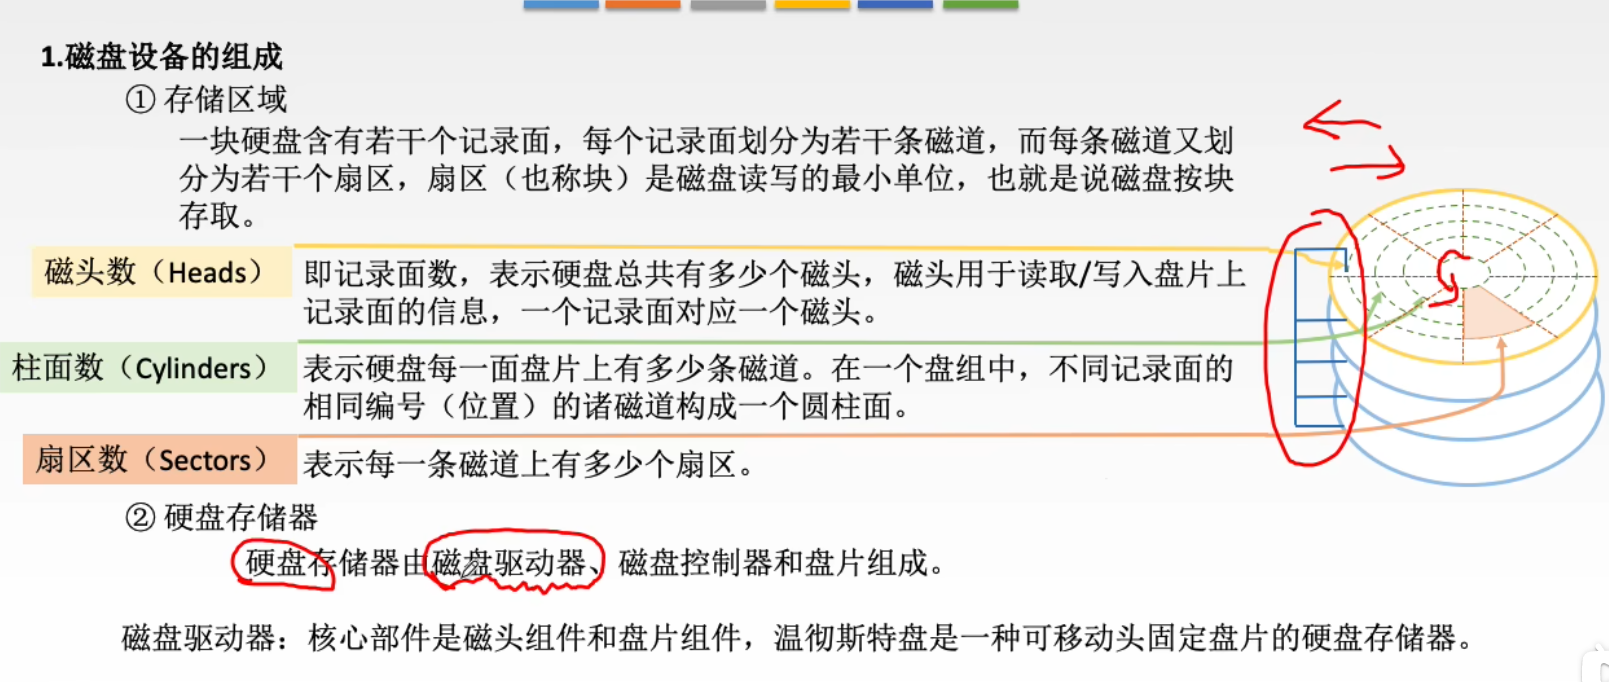 1.磁盘设备的组成
① 存储区域
一块硬盘含有若干个记录面，每个记录面划分为若干条磁道，而每条磁道又划
分为若干个扇区，扇区（也称块）是磁盘读写的最小单位，也就是说磁盘按块
存取。
磁头数（Heads） 即记录面数，表示硬盘总共有多少个磁头，磁头用于读取/写入盘片上
记录面的信息，一个记录面对应一个磁头。
柱面数（Cylinders） 表示硬盘每一面盘片上有多少条磁道。在一个盘组中，不同记录面的
相同编号（位置）的诸磁道构成一个圆柱面。
扇区数（Sectors） 表示每一条磁道上有多少个扇区。
② 硬盘存储器
硬盘存储器由磁盘驱动器、磁盘控制器和盘片组成。
磁盘驱动器：核心部件是磁头组件和盘片组件，温彻斯特盘是一种可移动头固定盘片的硬盘存储器。